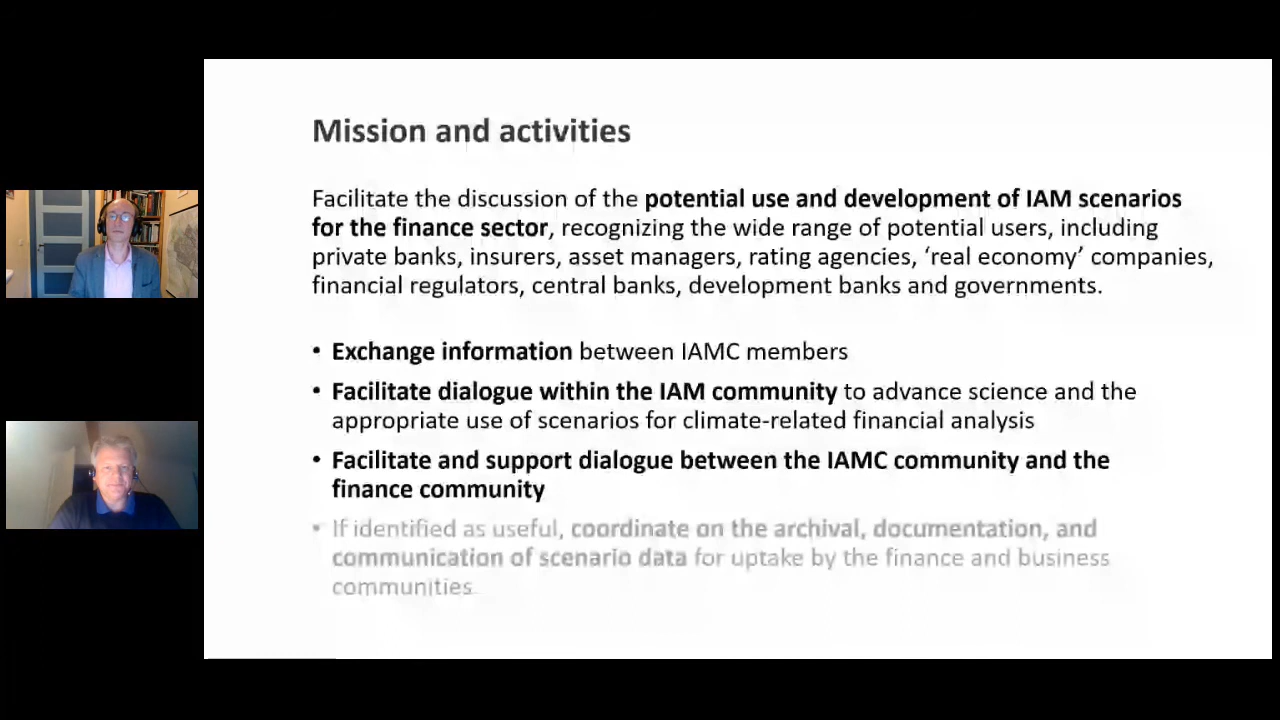 Mission and activities
Facilitate the discussion of the potential use and development of IAM scenarios
for the finance sector, recognizing the wide range of potential users, including
private banks, insurers, asset managers, rating agencies, ‘real economy’ companies,
financial regulators, central banks, development banks and governments.
• Exchange information between IAMC members
• Facilitate dialogue within the IAM community to advance science and the
appropriate use of scenarios for climate-related financial analysis
• Facilitate and support dialogue between the IAMC community and the
finance community
• If identified as useful, coordinate on the archival, documentation, and
communication of scenario data for uptake by the finance and business
communities